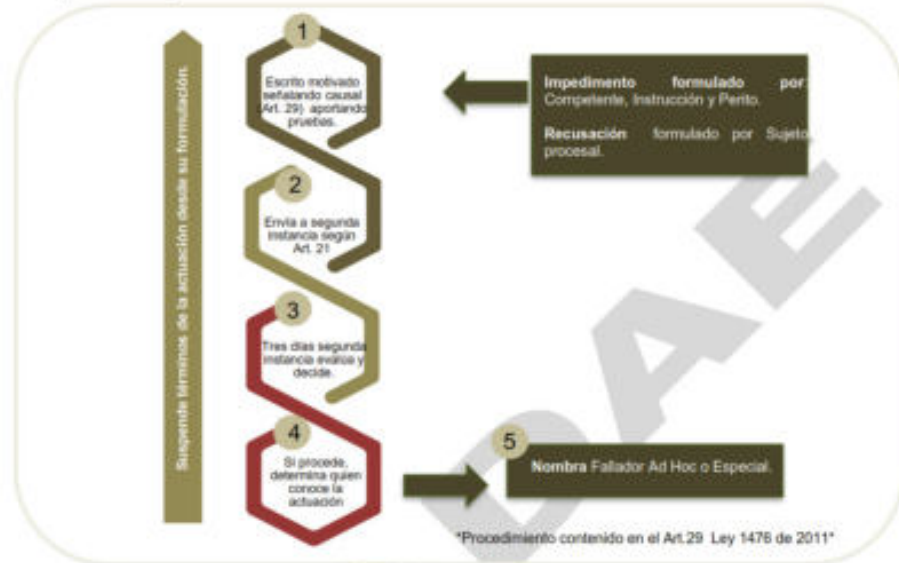 Suspende términos de la actuación desde su formulación.
1
Escrito motivado
señalando causal
(Art. 29) aportando
pruebas.
Impedimento formulado por:
Competente, Instrucción y Perito.
Recusación formulado por Sujeto
procesal.
2
Envía a segunda
instancia según
Art. 21
3
Tres días segunda
instancia evalúa y
decide.
4
Si procede,
determina quien
conoce la
actuación
5
Nombra Fallador Ad Hoc o Especial.
"Procedimiento contenido en el Art.29 Ley 1476 de 2011"
DAE